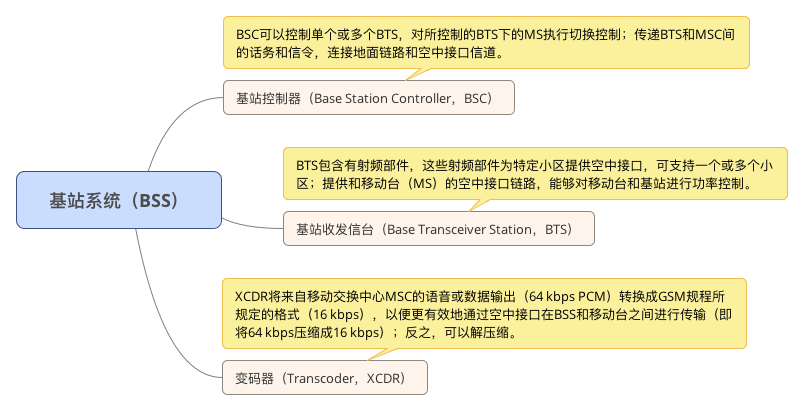 BSC可以控制单个或多个BTS，对所控制的BTS下的MS执行切换控制；传递BTS和MSC间
的话务和信令，连接地面链路和空中接口信道。
基站控制器（Base Station Controller，BSC）
BTS包含有射频部件，这些射频部件为特定小区提供空中接口，可支持一个或多个小
区；提供和移动台（MS）的空中接口链路，能够对移动台和基站进行功率控制。
基站系统（BSS）
基站收发信台（Base Transceiver Station，BTS）
XCDR将来自移动交换中心MSC的语音或数据输出（64 kbps PCM）转换成GSM规程所
规定的格式（16 kbps），以便更有效地通过空中接口在BSS和移动台之间进行传输（即
将64 kbps压缩成16 kbps）；反之，可以解压缩。
变码器（Transcoder，XCDR）